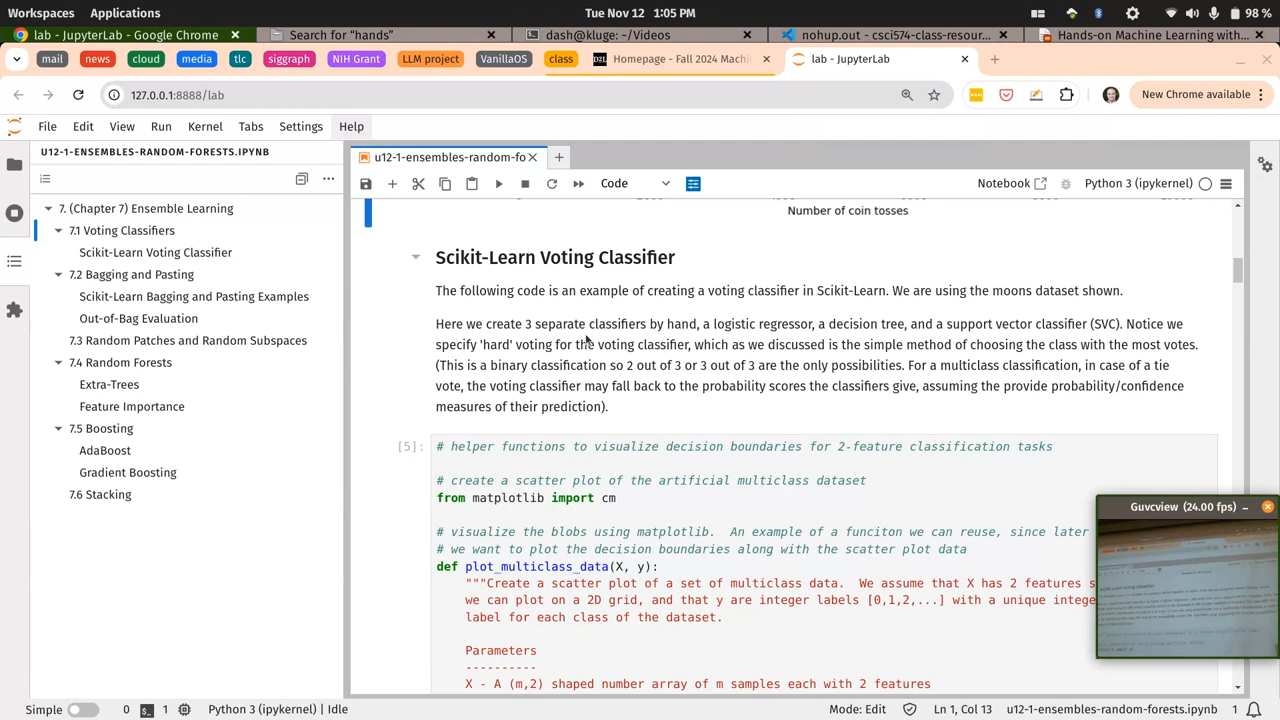 Workspaces Applications Tue Nov 12 1:05 PM 98 %
lab - JupyterLab - Google Chrome Search for “hands” dash@kluge: ~/Videos nohup.out - csci574-class-resour... Hands-on Machine Learning with...
mail news cloud media tlc siggraph NIH Grant LLM project VanillaOS class D2L Homepage - Fall 2024 Machi lab - JupyterLab
127.0.0.1:8888/lab New Chrome available
File Edit View Run Kernel Tabs Settings Help
U12-1-ENSEMBLES-RANDOM-FORESTS.IPYNB
7. (Chapter 7) Ensemble Learning
7.1 Voting Classifiers
Scikit-Learn Voting Classifier
7.2 Bagging and Pasting
Scikit-Learn Bagging and Pasting Examples
Out-of-Bag Evaluation
7.3 Random Patches and Random Subspaces
7.4 Random Forests
Extra-Trees
Feature Importance
7.5 Boosting
AdaBoost
Gradient Boosting
7.6 Stacking
u12-1-ensembles-random-fo
Code Notebook Python 3 (ipykernel)
Number of coin tosses
Scikit-Learn Voting Classifier
The following code is an example of creating a voting classifier in Scikit-Learn. We are using the moons dataset shown.
Here we create 3 separate classifiers by hand, a logistic regressor, a decision tree, and a support vector classifier (SVC). Notice we
specify 'hard' voting for the voting classifier, which as we discussed is the simple method of choosing the class with the most votes.
(This is a binary classification so 2 out of 3 or 3 out of 3 are the only possibilities. For a multiclass classification, in case of a tie
vote, the voting classifier may fall back to the probability scores the classifiers give, assuming the provide probability/confidence
measures of their prediction).
[5]: # helper functions to visualize decision boundaries for 2-feature classification tasks
# create a scatter plot of the artificial multiclass dataset
from matplotlib import cm
# visualize the blobs using matplotlib. An example of a funciton we can reuse, since later
# we want to plot the decision boundaries along with the scatter plot data
def plot_multiclass_data(X, y):
"""Create a scatter plot of a set of multiclass data. We assume that X has 2 features s
we can plot on a 2D grid, and that y are integer labels [0,1,2,...] with a unique intege
label for each class of the dataset.
Parameters
----------
X - A (m,2) shaped number array of m samples each with 2 features
Guvcview (24.00 fps)
Simple 0 1 Python 3 (ipykernel) | Idle Mode: Edit Ln 1, Col 13 u12-1-ensembles-random-forests.ipynb 1